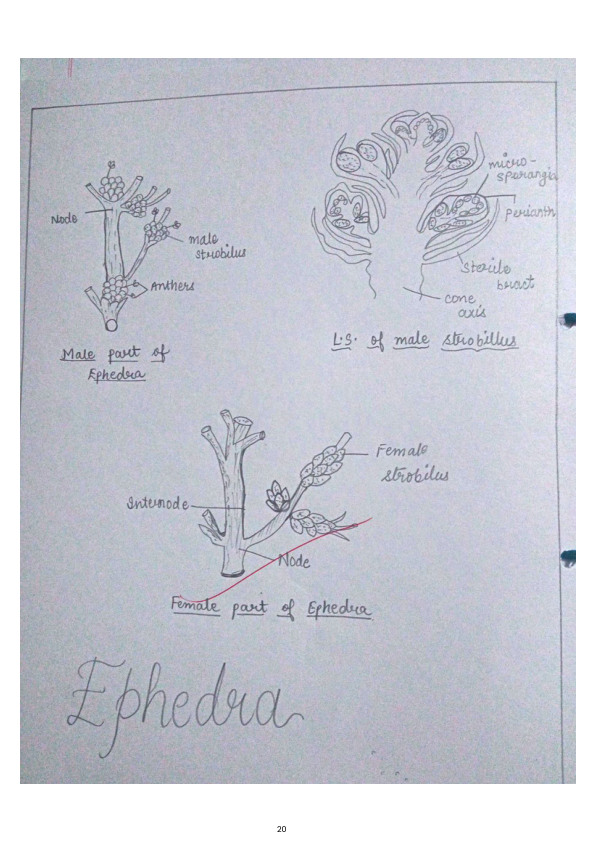 Node
male
strobilus
Anthers
Male part of
Ephedra
micro-
sporangia
perianth
Sterile
bract
cone
axis
L.S. of male strobillus
Female
strobilus
Internode
Node
Female part of Ephedra
Ephedra
20